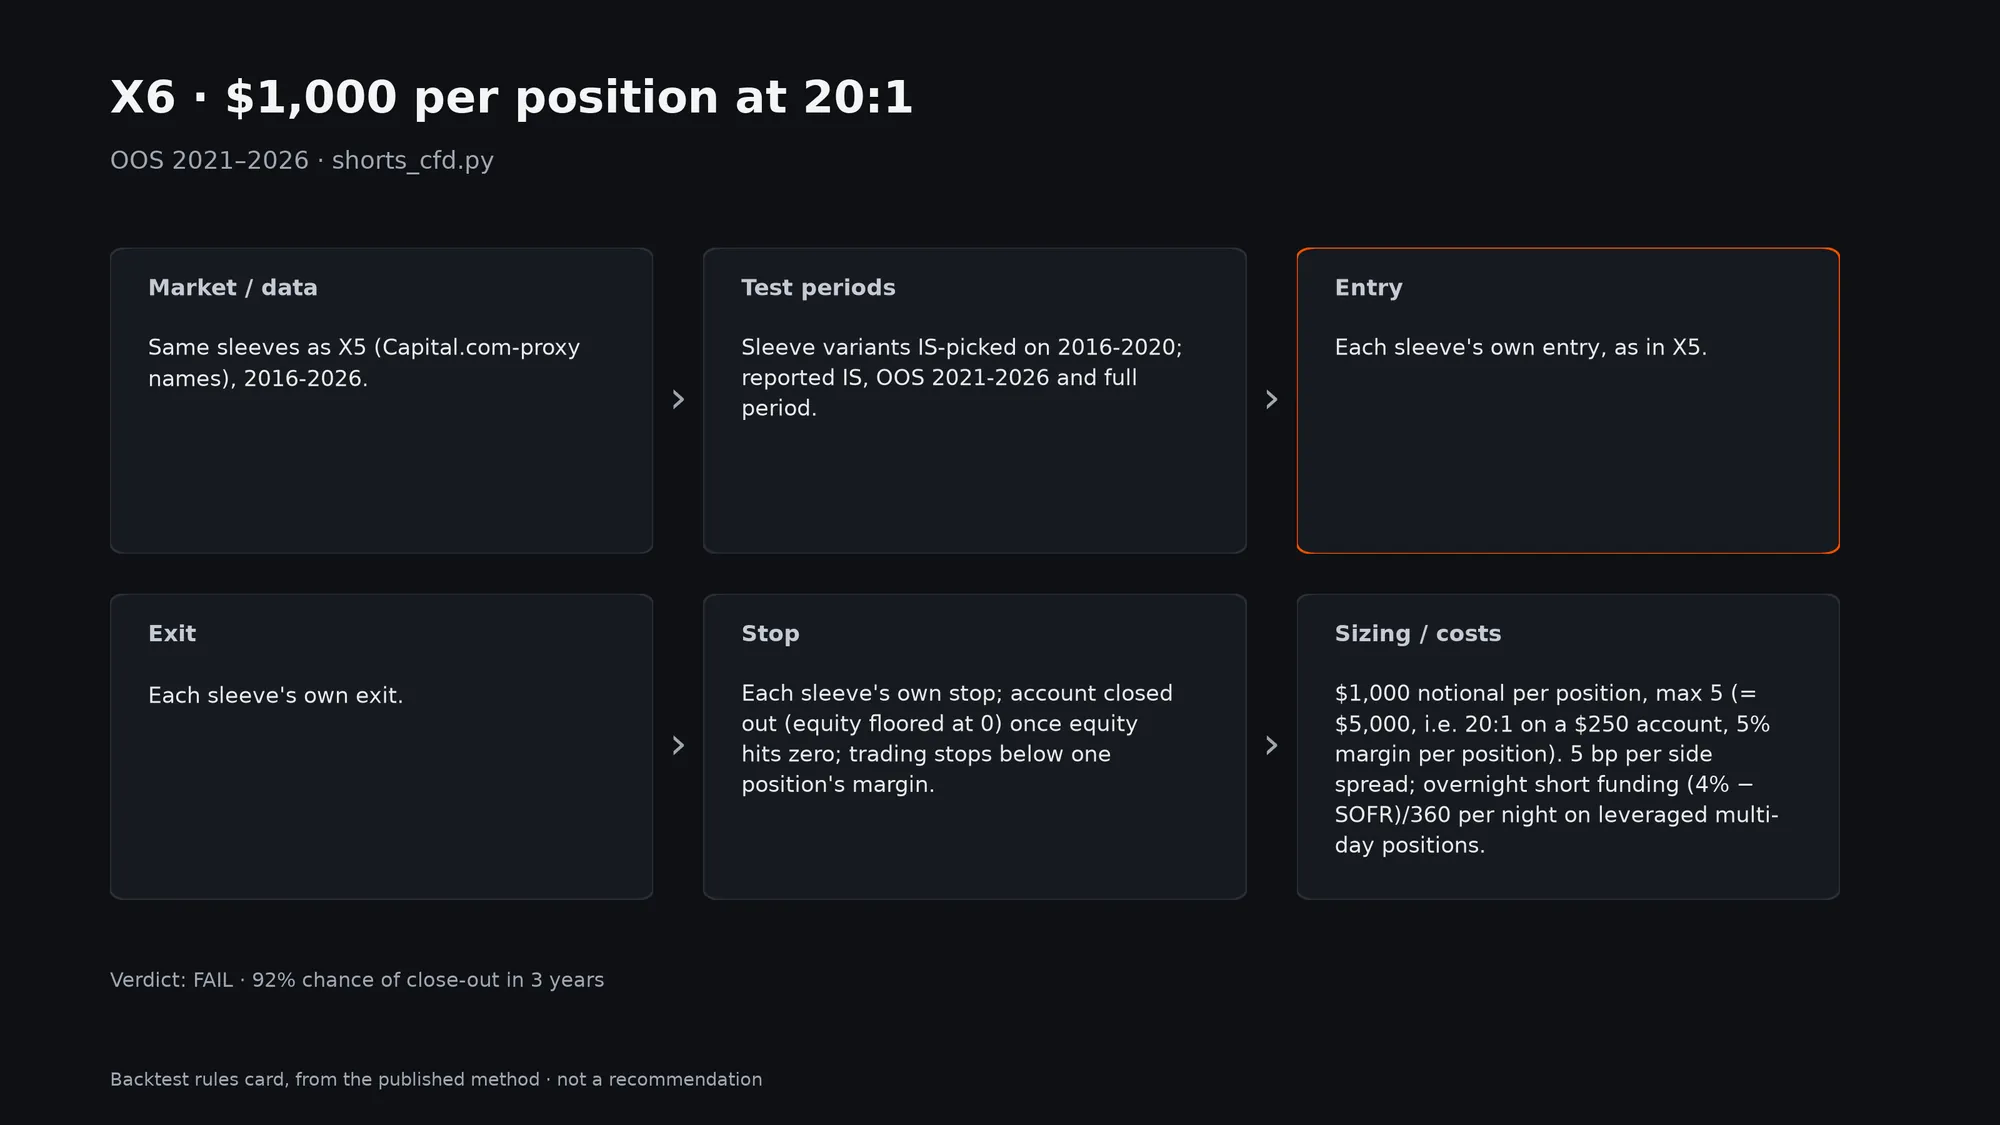 X6 · $1,000 per position at 20:1
OOS 2021–2026 · shorts_cfd.py
Market / data
Same sleeves as X5 (Capital.com-proxy
names), 2016-2026.
›
Test periods
Sleeve variants IS-picked on 2016-2020;
reported IS, OOS 2021-2026 and full
period.
›
Entry
Each sleeve's own entry, as in X5.
Exit
Each sleeve's own exit.
›
Stop
Each sleeve's own stop; account closed
out (equity floored at 0) once equity
hits zero; trading stops below one
position's margin.
›
Sizing / costs
$1,000 notional per position, max 5 (=
$5,000, i.e. 20:1 on a $250 account, 5%
margin per position). 5 bp per side
spread; overnight short funding (4% −
SOFR)/360 per night on leveraged multi-
day positions.
Verdict: FAIL · 92% chance of close-out in 3 years
Backtest rules card, from the published method · not a recommendation